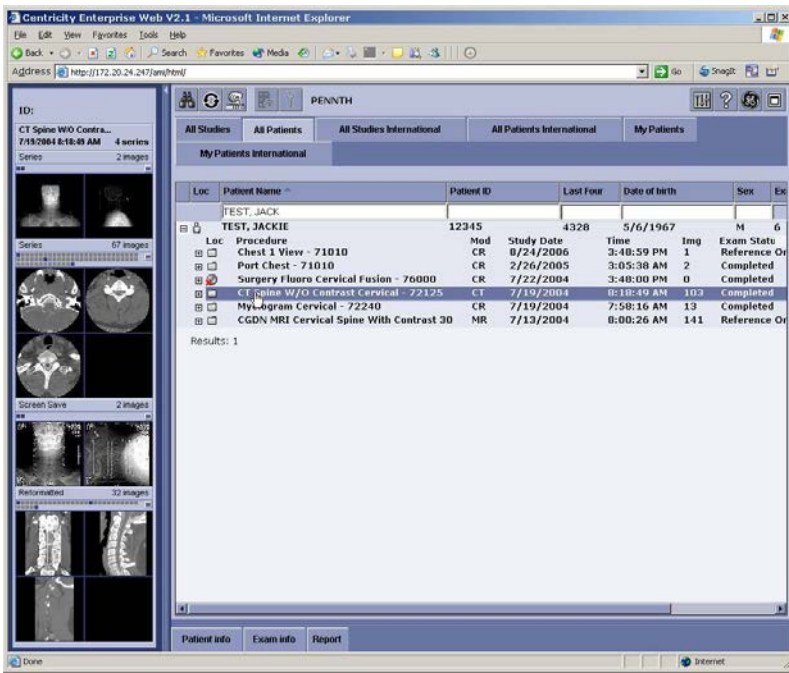 Centricity Enterprise Web V2.1 - Microsoft Internet Explorer
File Edit View Favorites Tools Help
Back Search Favorites Media
Address http://172.20.24.247/ami/html/ Go SnagIt
PENNTH
ID:
CT Spine W/O Contra...
7/19/2004 8:18:49 AM 4 series
Series 2 images
Series 67 images
Screen Save 2 images
Reformatted 32 images
All Studies All Patients All Studies International All Patients International My Patients
My Patients International
Loc Patient Name Patient ID Last Four Date of birth Sex Ex
TEST, JACK
TEST, JACKIE 12345 4328 5/6/1967 M 6
Loc Procedure Mod Study Date Time Img Exam Statu
Chest 1 View - 71010 CR 8/24/2006 3:48:59 PM 1 Reference Or
Port Chest - 71010 CR 2/26/2005 3:05:38 AM 2 Completed
Surgery Fluoro Cervical Fusion - 76000 CR 7/22/2004 3:48:00 PM 0 Completed
CT Spine W/O Contrast Cervical - 72125 CT 7/19/2004 8:18:49 AM 103 Completed
Myelogram Cervical - 72240 CR 7/19/2004 7:58:16 AM 13 Completed
CGDN MRI Cervical Spine With Contrast 30 MR 7/13/2004 8:00:26 AM 141 Reference Or
Results: 1
Patient info Exam info Report
Done Internet